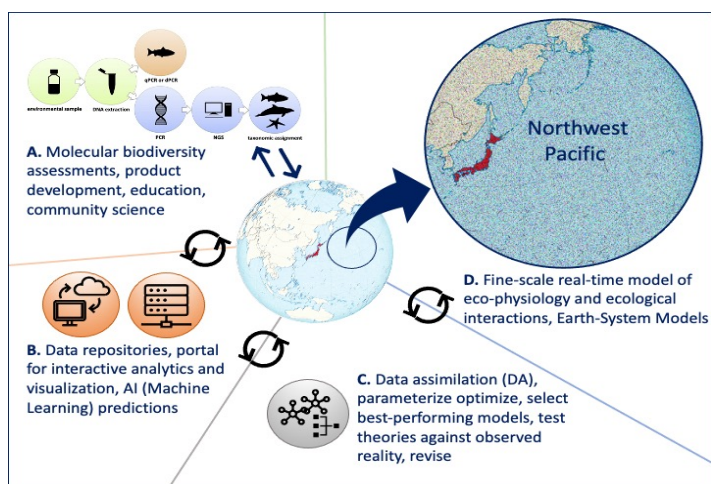 qPCR or dPCR
environmental sample
DNA extraction
PCR
NGS
taxonomic assignment
A. Molecular biodiversity
assessments, product
development, education,
community science
Northwest
Pacific
D. Fine-scale real-time model of
eco-physiology and ecological
interactions, Earth-System Models
B. Data repositories, portal
for interactive analytics and
visualization, AI (Machine
Learning) predictions
C. Data assimilation (DA),
parameterize optimize, select
best-performing models, test
theories against observed
reality, revise